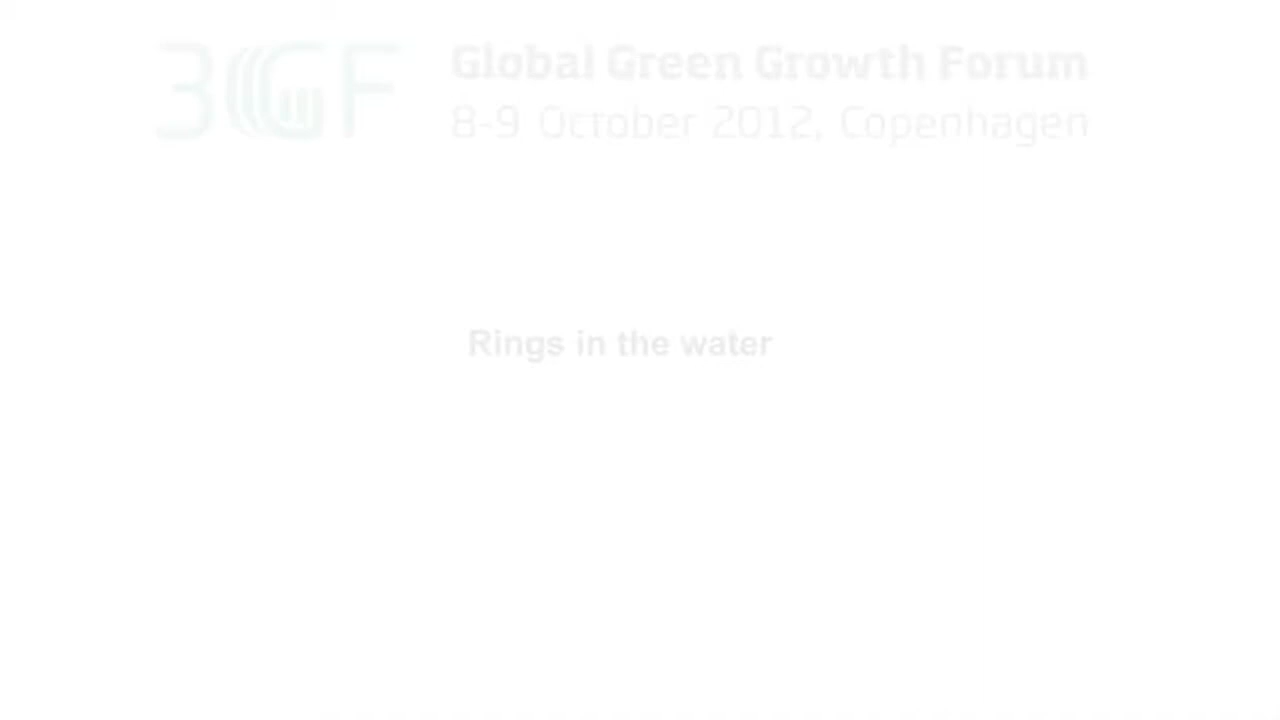 3GF Global Green Growth Forum
8-9 October 2012, Copenhagen
Rings in the water